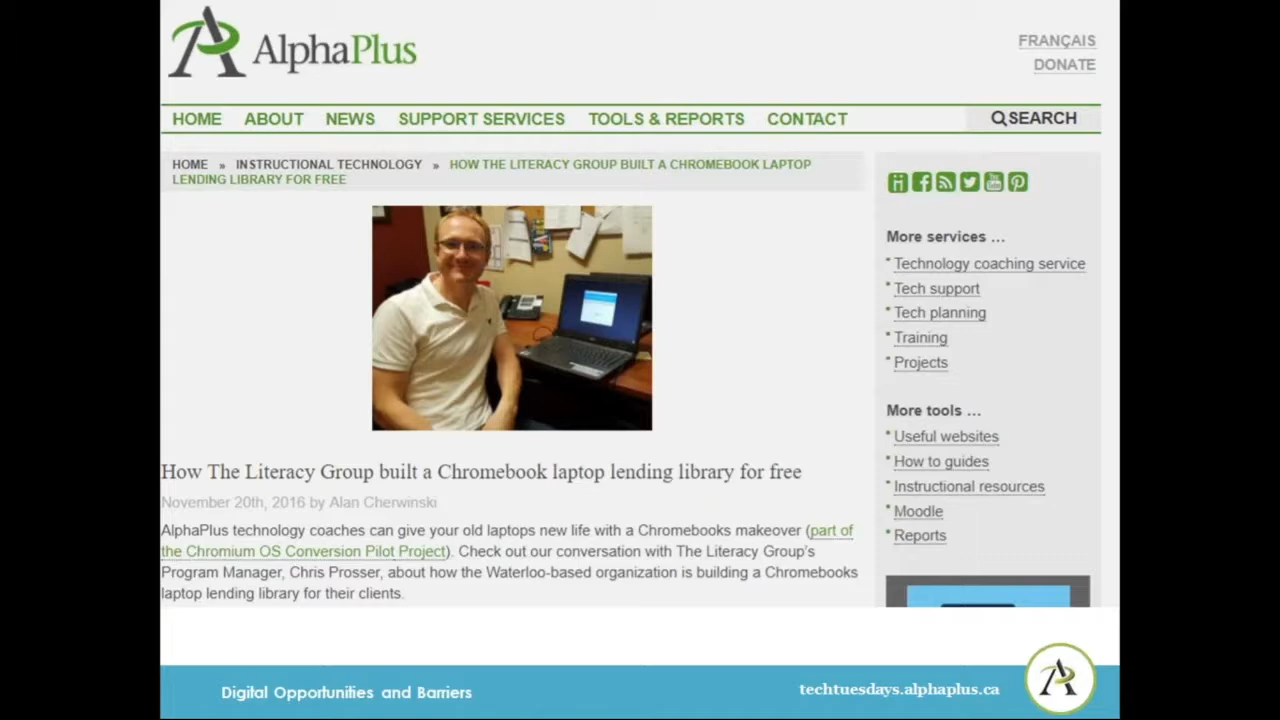 AlphaPlus
FRANÇAIS
DONATE
HOME ABOUT NEWS SUPPORT SERVICES TOOLS & REPORTS CONTACT SEARCH
HOME » INSTRUCTIONAL TECHNOLOGY » HOW THE LITERACY GROUP BUILT A CHROMEBOOK LAPTOP
LENDING LIBRARY FOR FREE
How The Literacy Group built a Chromebook laptop lending library for free
November 20th, 2016 by Alan Cherwinski
AlphaPlus technology coaches can give your old laptops new life with a Chromebooks makeover (part of
the Chromium OS Conversion Pilot Project). Check out our conversation with The Literacy Group's
Program Manager, Chris Prosser, about how the Waterloo-based organization is building a Chromebooks
laptop lending library for their clients.
More services ...
Technology coaching service
Tech support
Tech planning
Training
Projects
More tools ...
Useful websites
How to guides
Instructional resources
Moodle
Reports
Digital Opportunities and Barriers
techtuesdays.alphaplus.ca